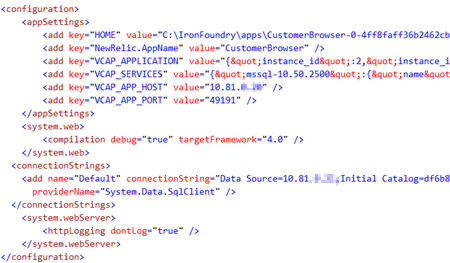 <configuration>
<appSettings>
<add key="HOME" value="C:\IronFoundry\apps\CustomerBrowser-0-4ff8faff36b2462cb
<add key="NewRelic.AppName" value="CustomerBrowser" />
<add key="VCAP_APPLICATION" value="{&quot;instance_id&quot;:2,&quot;instance_i
<add key="VCAP_SERVICES" value="{&quot;mssql-10.50.2500&quot;:{&quot;name&quot
<add key="VCAP_APP_HOST" value="10.81. " />
<add key="VCAP_APP_PORT" value="49191" />
</appSettings>
<system.web>
<compilation debug="true" targetFramework="4.0" />
</system.web>
<connectionStrings>
<add name="Default" connectionString="Data Source=10.81. ;Initial Catalog=df6b8
providerName="System.Data.SqlClient" />
</connectionStrings>
<system.webServer>
<httpLogging dontLog="true" />
</system.webServer>
</configuration>